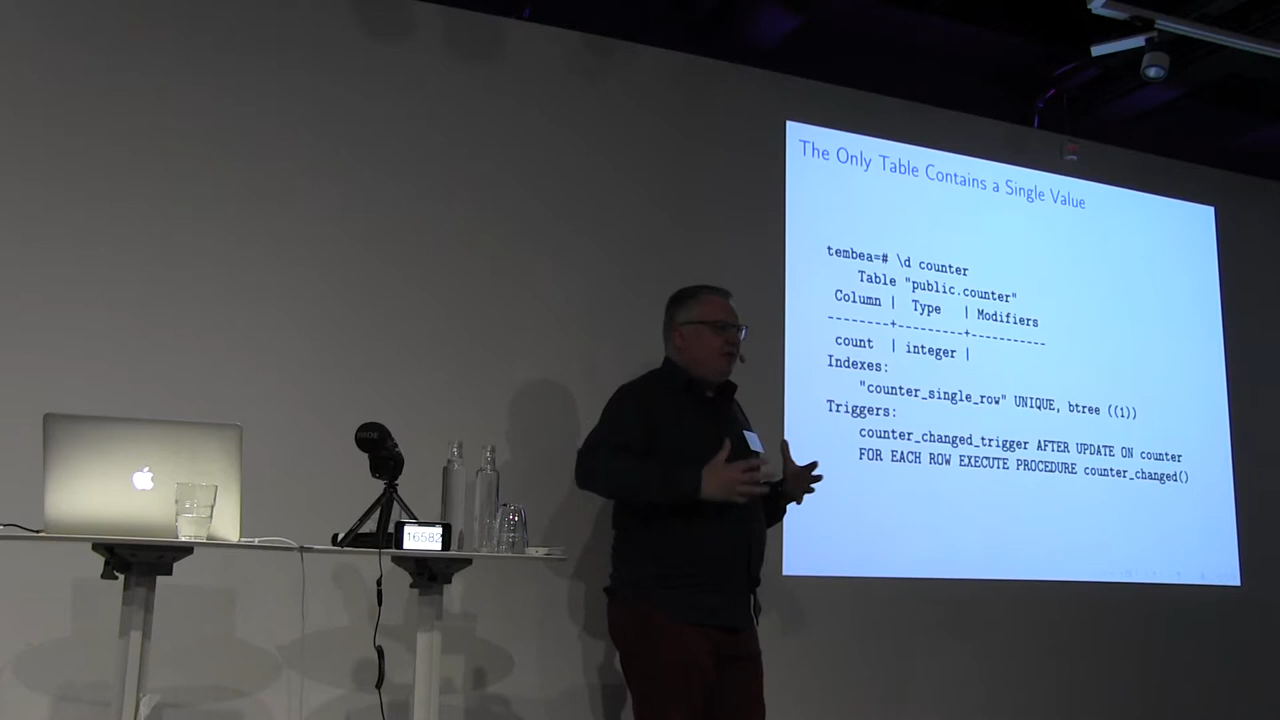 The Only Table Contains a Single Value
tembea=# \d counter
Table "public.counter"
Column | Type | Modifiers
--------+---------+-----------
count | integer |
Indexes:
"counter_single_row" UNIQUE, btree ((1))
Triggers:
counter_changed_trigger AFTER UPDATE ON counter
FOR EACH ROW EXECUTE PROCEDURE counter_changed()
RODE
16582